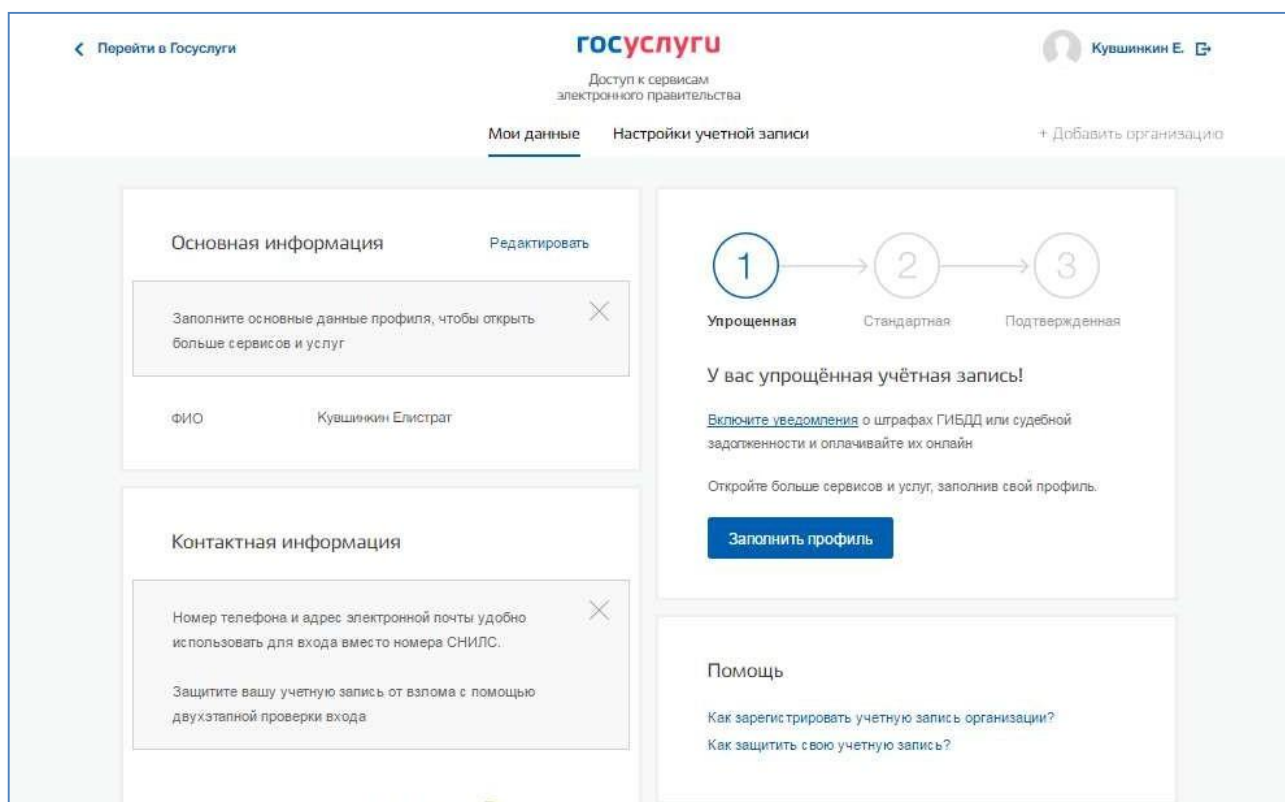 Перейти в Госуслуги
госуслуги
Кувшинкин Е.
Доступ к сервисам
электронного правительства
Мои данные
Настройки учетной записи
+ Добавить организацию
Основная информация
Редактировать
Заполните основные данные профиля, чтобы открыть
больше сервисов и услуг
ФИО
Кувшинкин Елистрат
Контактная информация
Номер телефона и адрес электронной почты удобно
использовать для входа вместо номера СНИЛС.
Защитите вашу учетную запись от взлома с помощью
двухэтапной проверки входа
1
2
3
Упрощенная
Стандартная
Подтвержденная
У вас упрощённая учётная запись!
Включите уведомления о штрафах ГИБДД или судебной
задолженности и оплачивайте их онлайн
Откройте больше сервисов и услуг, заполнив свой профиль.
Заполнить профиль
Помощь
Как зарегистрировать учетную запись организации?
Как защитить свою учетную запись?